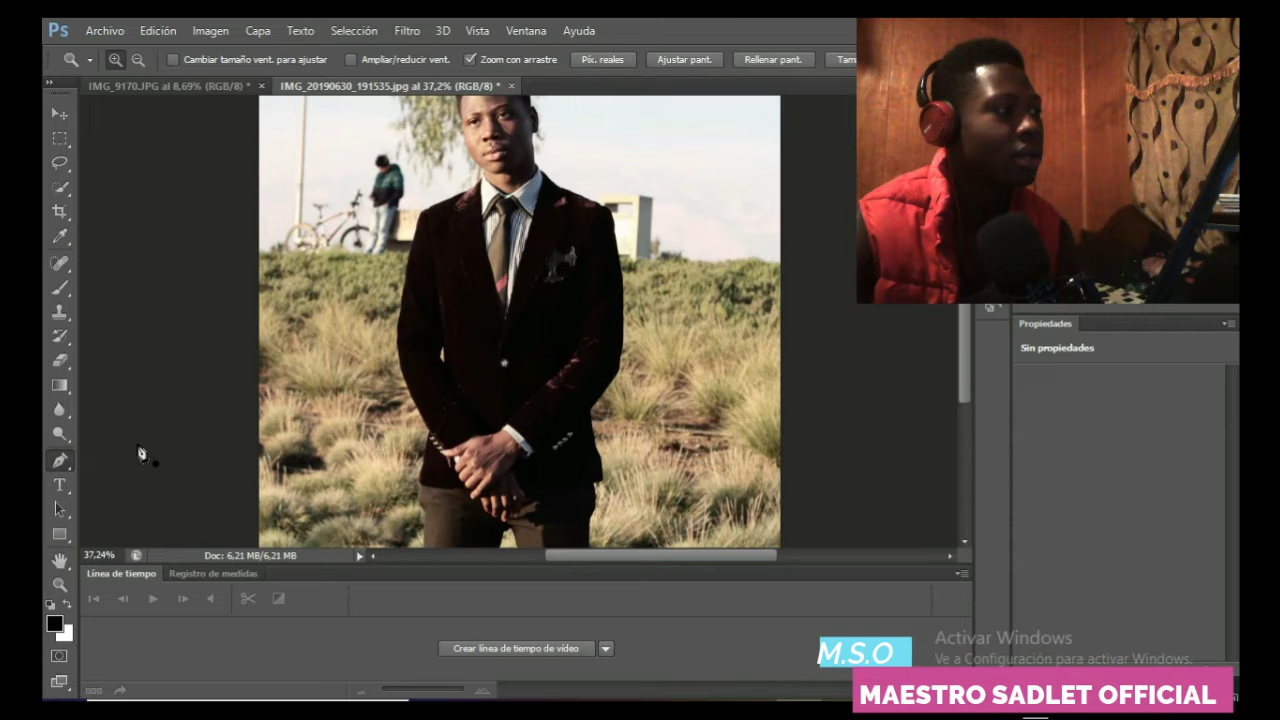 Ps Archivo Edición Imagen Capa Texto Selección Filtro 3D Vista Ventana Ayuda
Cambiar tamaño vent. para ajustar Ampliar/reducir vent. Zoom con arrastre Píx. reales Ajustar pant. Rellenar pant.
IMG_9170.JPG al 8,69% (RGB/8) * × IMG_20190630_191535.jpg al 37,2% (RGB/8) * ×
Propiedades
Sin propiedades
T
37,24% Doc: 6,21 MB/6,21 MB
Línea de tiempo Registro de medidas
Crear línea de tiempo de vídeo
M.S.O
Activar Windows
Ve a Configuración para activar Windows.
MAESTRO SADLET OFFICIAL